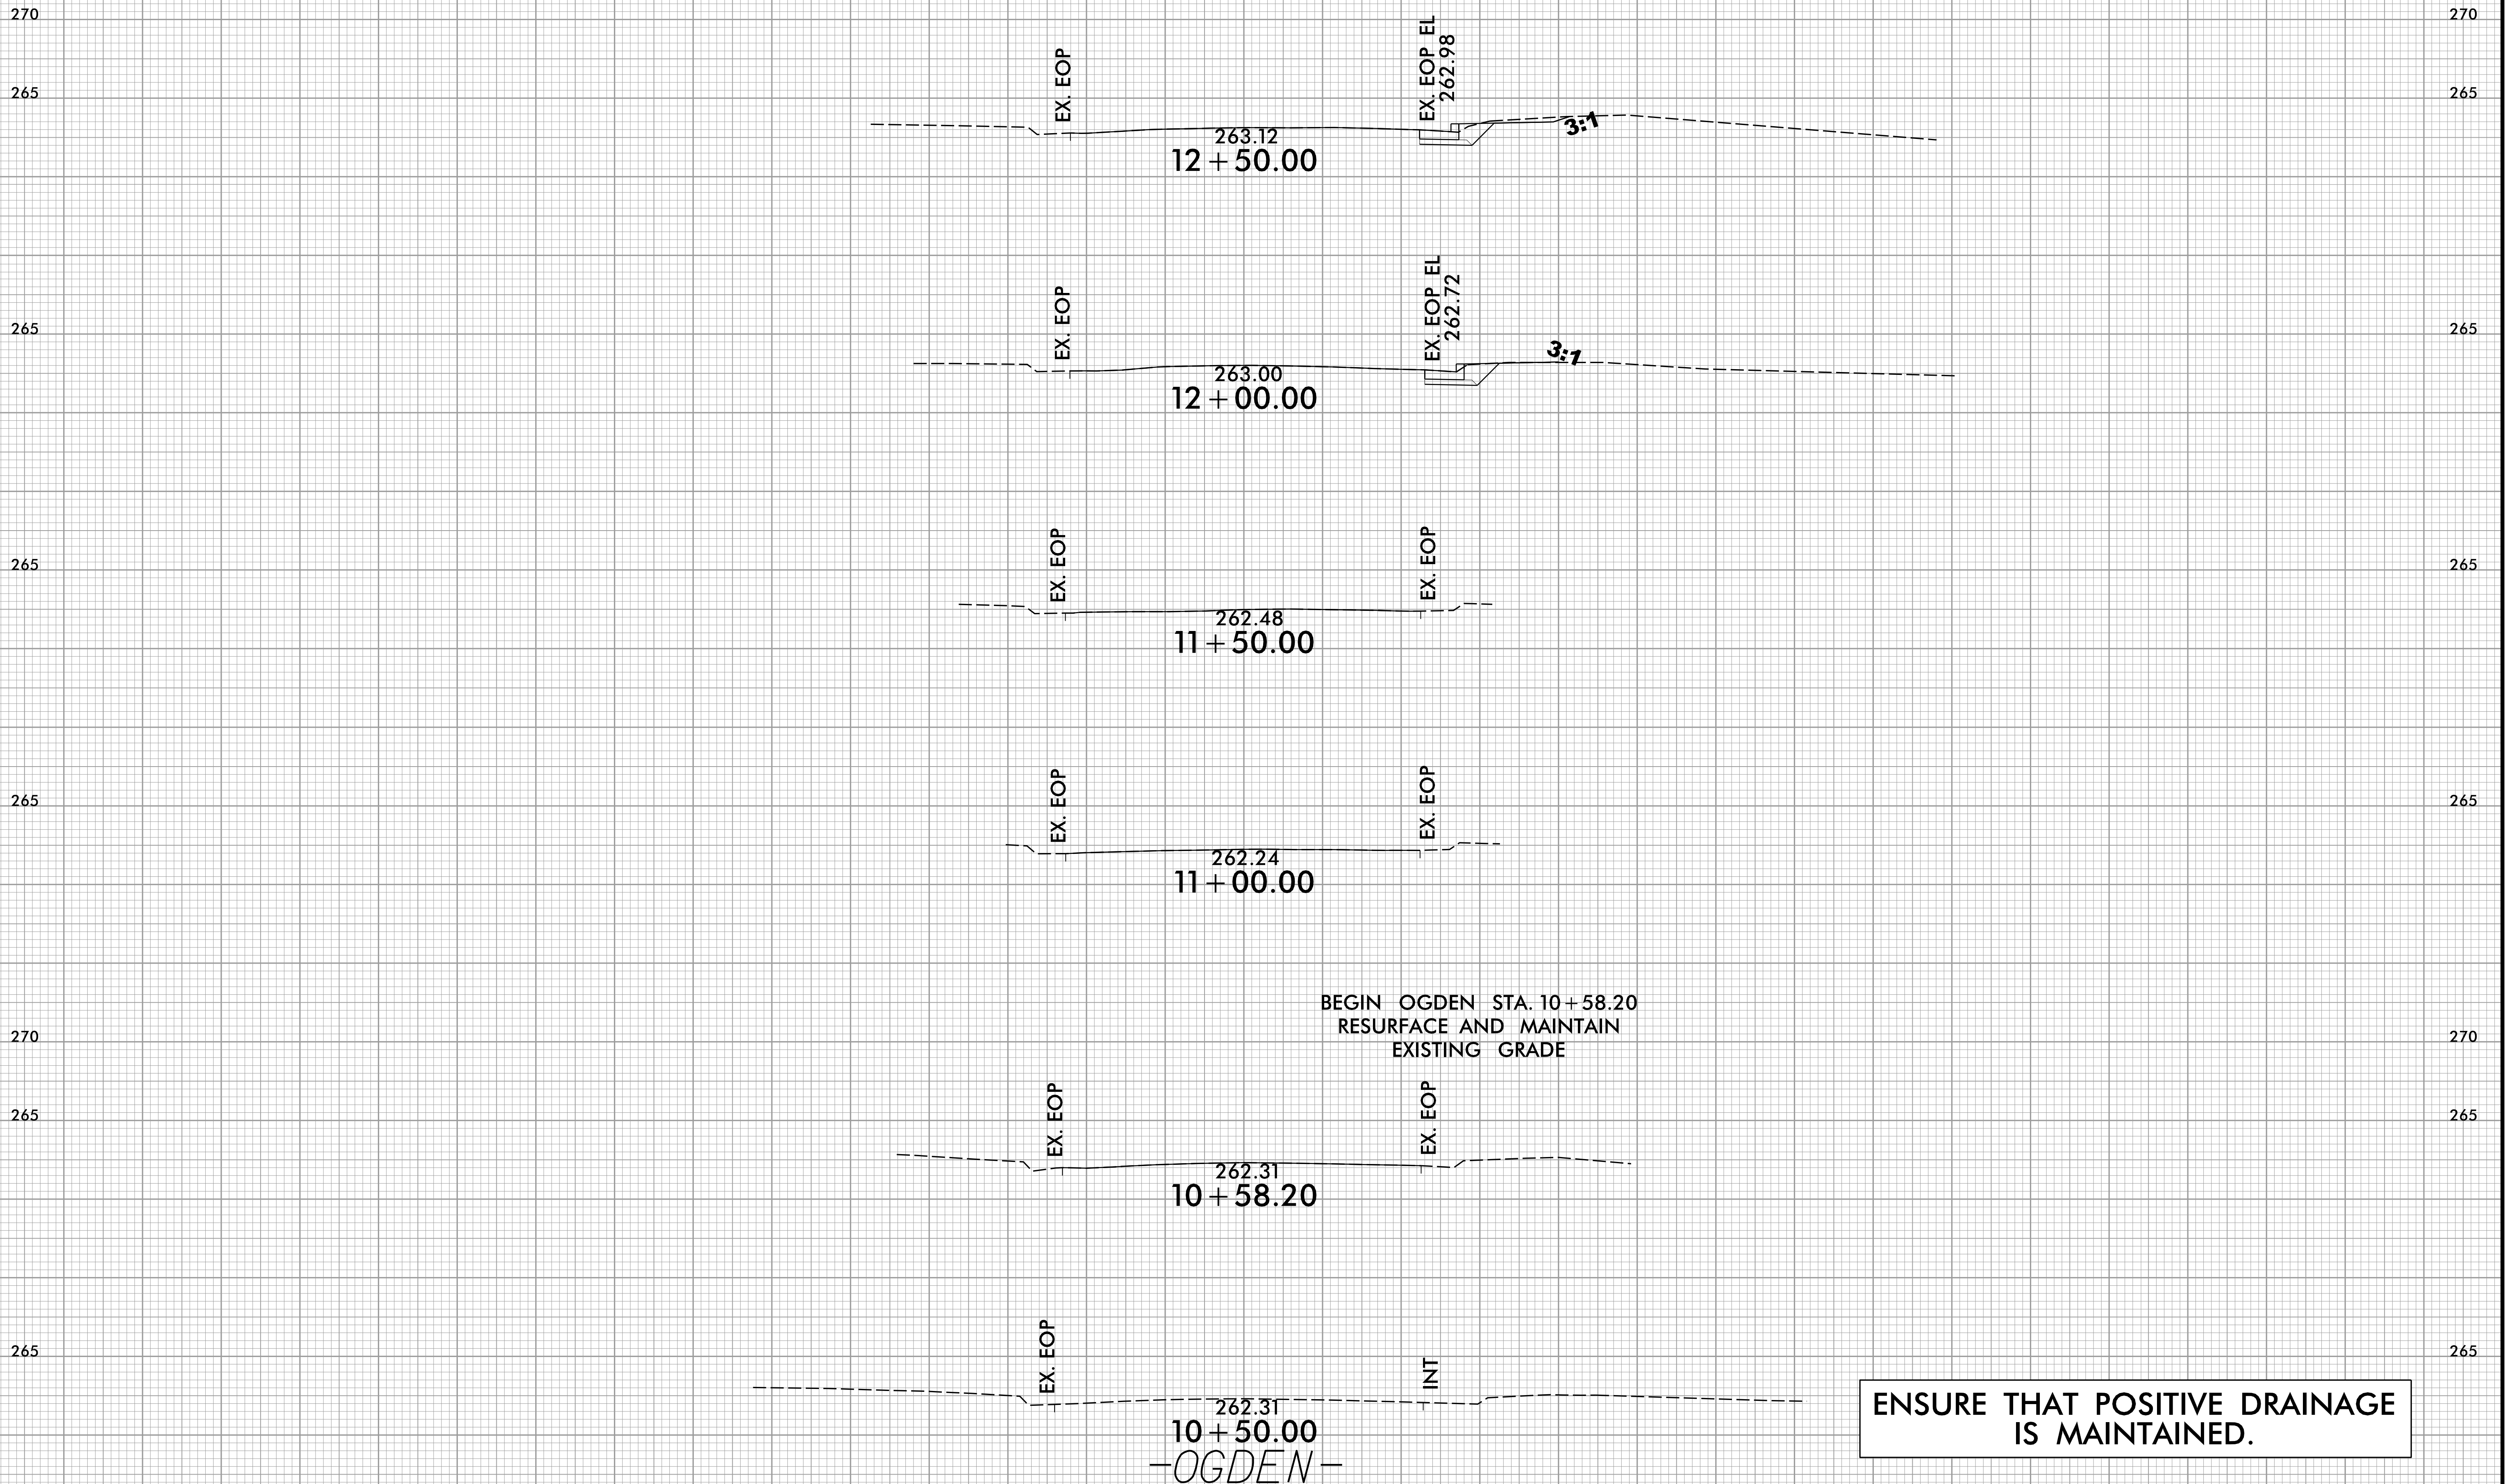 270
270
EX. EOP
EX. EOP EL
262.98
265
265
3:1
263.12
12+50.00
EX. EOP
EX. EOP EL
262.72
265
265
3:1
263.00
12+00.00
EX. EOP
EX. EOP
265
265
262.48
11+50.00
EX. EOP
EX. EOP
265
265
262.24
11+00.00
BEGIN OGDEN STA. 10+58.20
RESURFACE AND MAINTAIN
EXISTING GRADE
270
270
EX. EOP
EX. EOP
265
265
262.31
10+58.20
EX. EOP
INT
265
265
262.31
10+50.00
-OGDEN-
ENSURE THAT POSITIVE DRAINAGE
IS MAINTAINED.